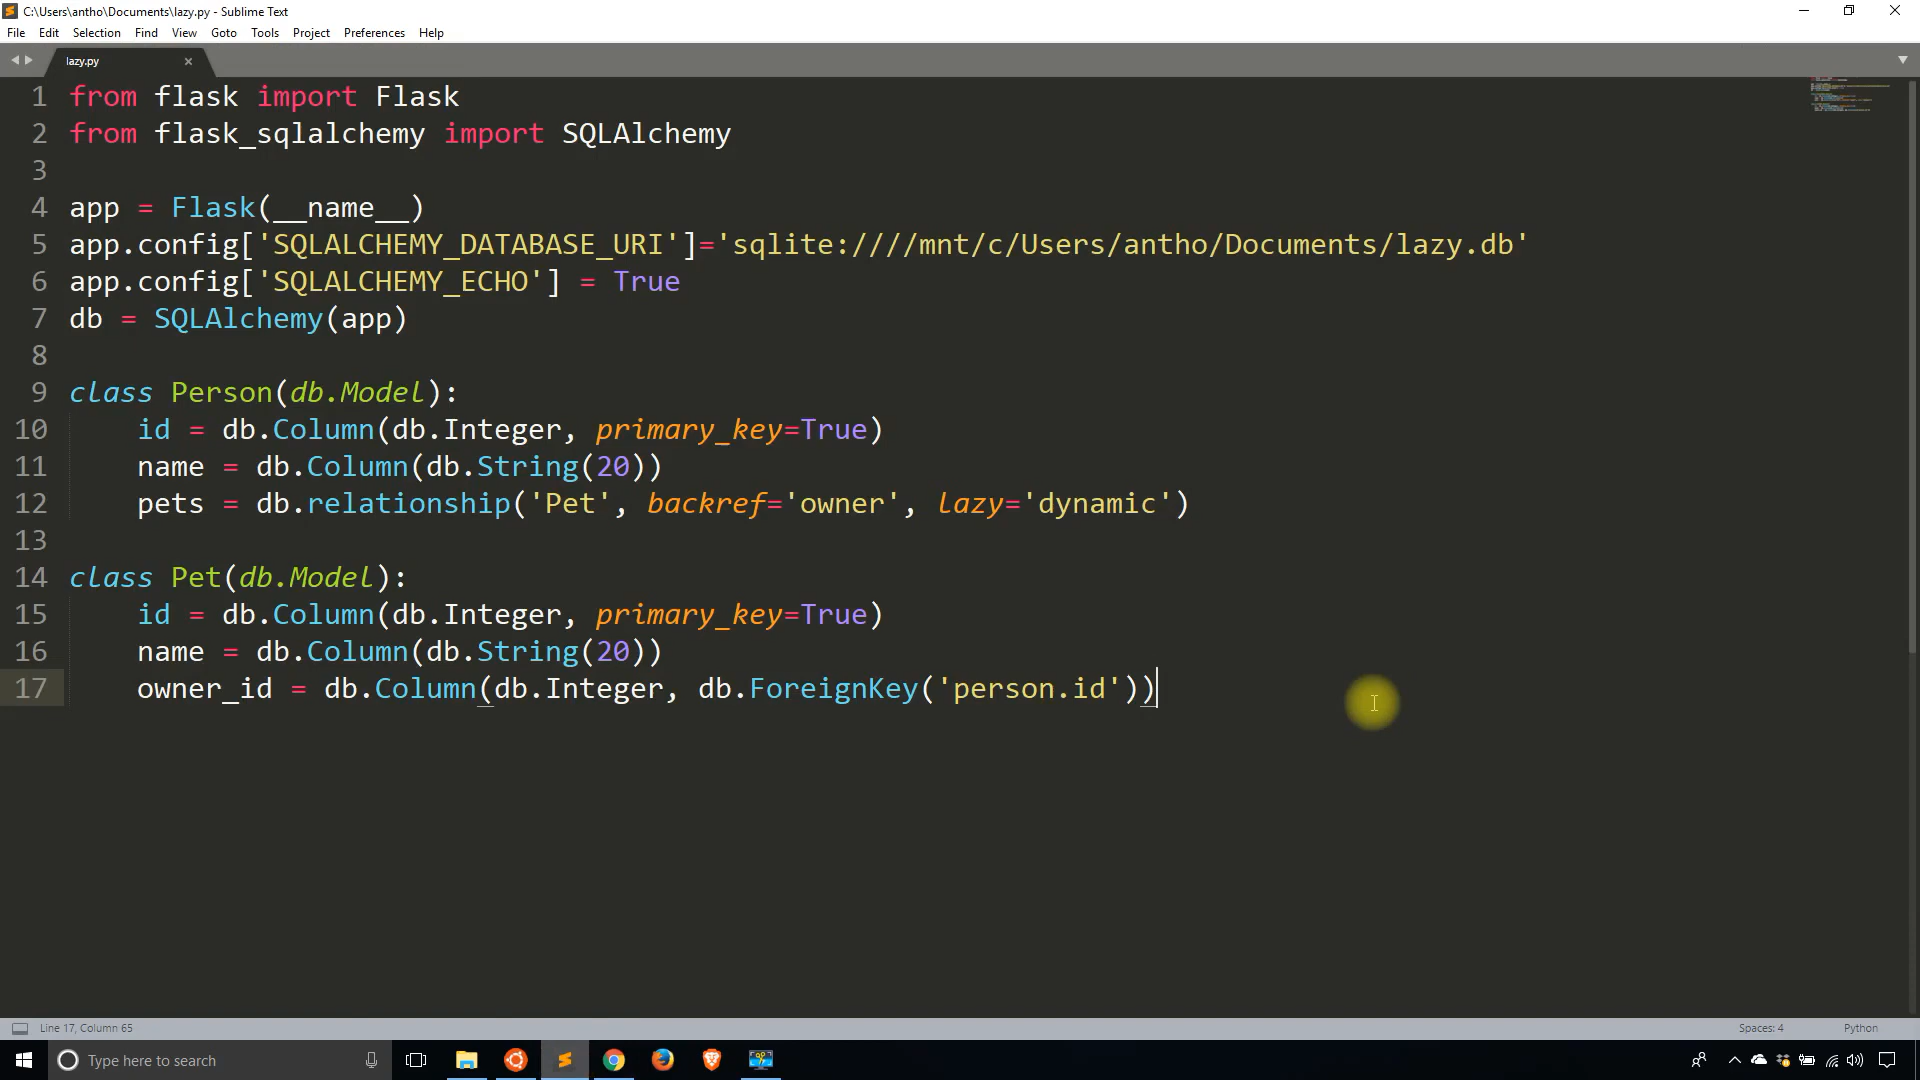 C:\Users\antho\Documents\lazy.py - Sublime Text
File Edit Selection Find View Goto Tools Project Preferences Help
lazy.py
1 from flask import Flask
2 from flask_sqlalchemy import SQLAlchemy
3
4 app = Flask(__name__)
5 app.config['SQLALCHEMY_DATABASE_URI']='sqlite:////mnt/c/Users/antho/Documents/lazy.db'
6 app.config['SQLALCHEMY_ECHO'] = True
7 db = SQLAlchemy(app)
8
9 class Person(db.Model):
10     id = db.Column(db.Integer, primary_key=True)
11     name = db.Column(db.String(20))
12     pets = db.relationship('Pet', backref='owner', lazy='dynamic')
13
14 class Pet(db.Model):
15     id = db.Column(db.Integer, primary_key=True)
16     name = db.Column(db.String(20))
17     owner_id = db.Column(db.Integer, db.ForeignKey('person.id'))
Line 17, Column 65 Spaces: 4 Python
Type here to search